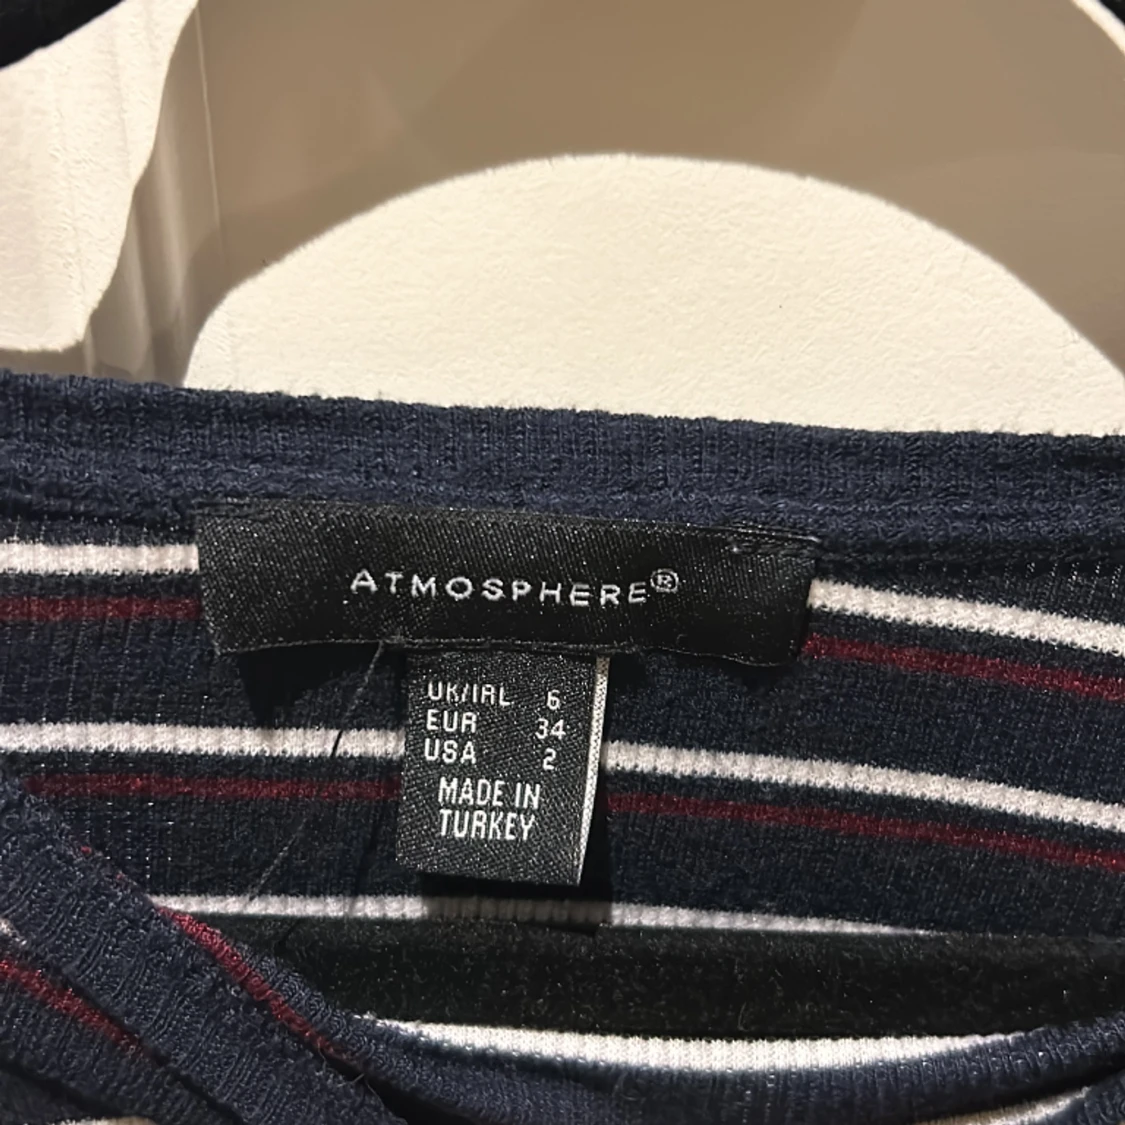 ATMOSPHERE®
UK/IRL 6
EUR 34
USA 2
MADE IN
TURKEY